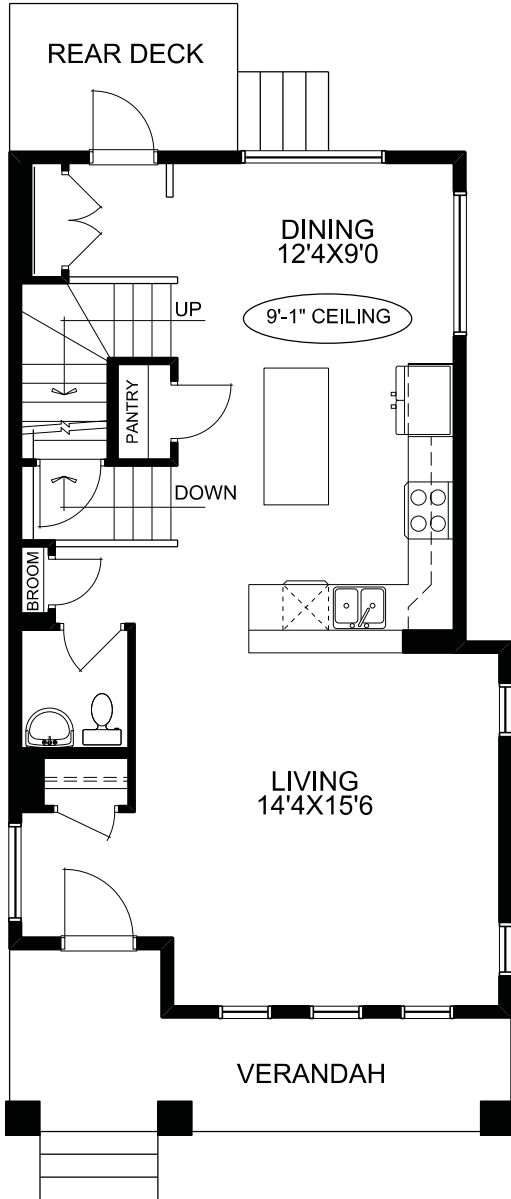 REAR DECK
DINING
12'4X9'0
UP
9'-1" CEILING
PANTRY
DOWN
BROOM
LIVING
14'4X15'6
VERANDAH